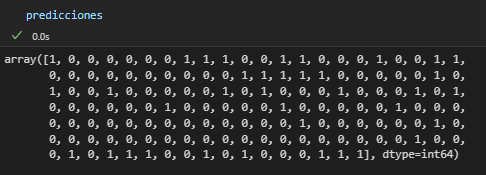 predicciones
0.0s
array([1, 0, 0, 0, 0, 0, 0, 1, 1, 1, 0, 0, 1, 1, 0, 0, 0, 1, 0, 0, 1, 1,
0, 0, 0, 0, 0, 0, 0, 0, 0, 0, 1, 1, 1, 1, 1, 0, 0, 0, 0, 0, 1, 0,
1, 0, 0, 1, 0, 0, 0, 0, 0, 1, 0, 1, 0, 0, 0, 1, 0, 0, 0, 1, 0, 1,
0, 0, 0, 0, 0, 0, 1, 0, 0, 0, 0, 0, 1, 0, 0, 0, 0, 0, 1, 0, 0, 0,
0, 0, 0, 0, 0, 0, 0, 0, 0, 0, 0, 0, 0, 1, 0, 0, 0, 0, 0, 0, 1, 0,
0, 0, 0, 0, 0, 0, 0, 0, 0, 0, 0, 0, 0, 0, 0, 0, 0, 0, 0, 1, 0, 0,
0, 1, 0, 1, 1, 1, 0, 0, 1, 0, 1, 0, 0, 0, 1, 1, 1], dtype=int64)